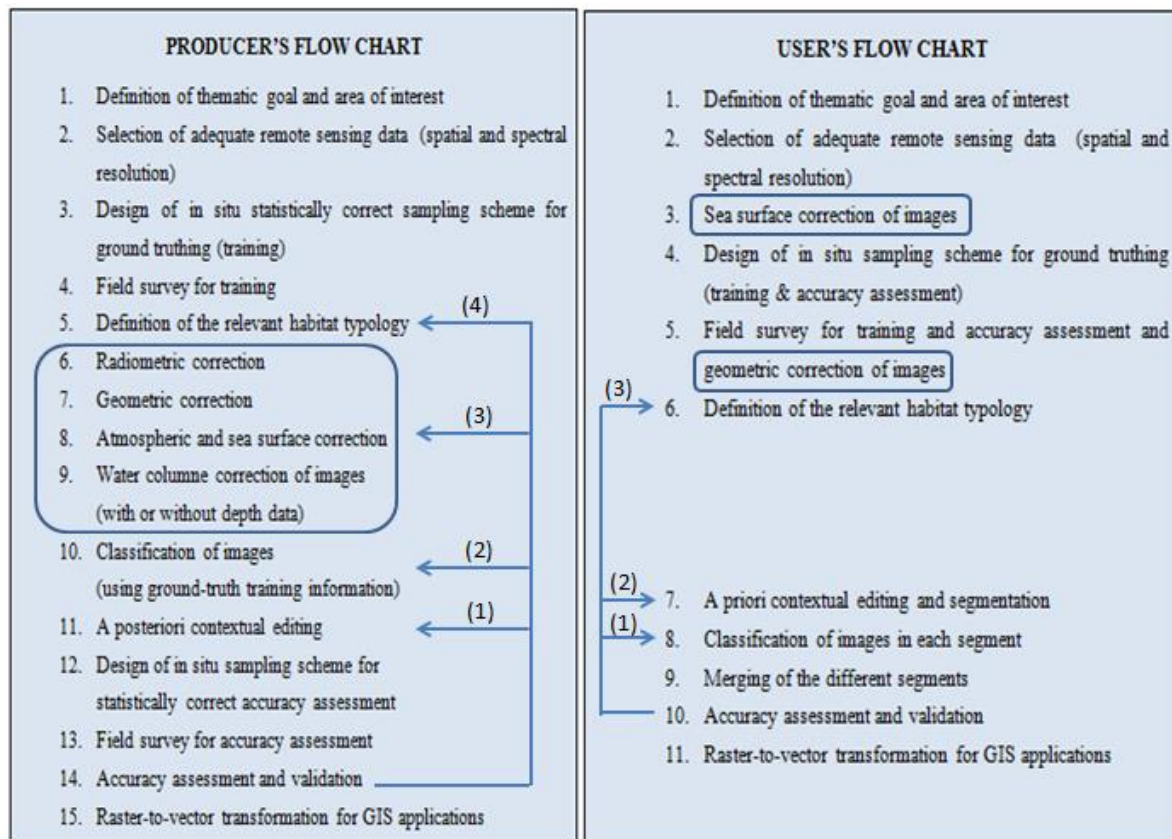 PRODUCER'S FLOW CHART
1. Definition of thematic goal and area of interest
2. Selection of adequate remote sensing data (spatial and spectral
resolution)
3. Design of in situ statistically correct sampling scheme for
ground truthing (training)
4. Field survey for training
5. Definition of the relevant habitat typology
(4)
6. Radiometric correction
7. Geometric correction
8. Atmospheric and sea surface correction
(3)
9. Water columne correction of images
(with or without depth data)
10. Classification of images
(2)
(using ground-truth training information)
11. A posteriori contextual editing
(1)
12. Design of in situ sampling scheme for
statistically correct accuracy assessment
13. Field survey for accuracy assessment
14. Accuracy assessment and validation
15. Raster-to-vector transformation for GIS applications
USER'S FLOW CHART
1. Definition of thematic goal and area of interest
2. Selection of adequate remote sensing data (spatial and
spectral resolution)
3. Sea surface correction of images
4. Design of in situ sampling scheme for ground truthing
(training & accuracy assessment)
5. Field survey for training and accuracy assessment and
geometric correction of images
(3)
6. Definition of the relevant habitat typology
(2)
7. A priori contextual editing and segmentation
(1)
8. Classification of images in each segment
9. Merging of the different segments
10. Accuracy assessment and validation
11. Raster-to-vector transformation for GIS applications